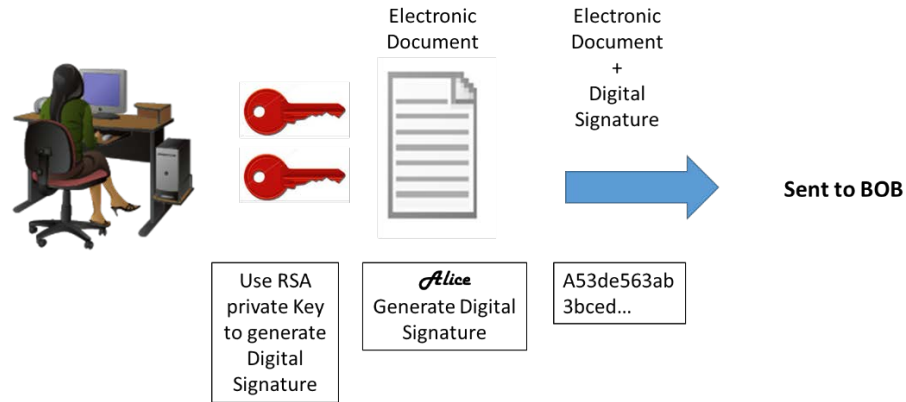 Electronic
Document
Electronic
Document
+
Digital
Signature
Sent to BOB
Use RSA
private Key
to generate
Digital
Signature
Alice
Generate Digital
Signature
A53de563ab
3bced...